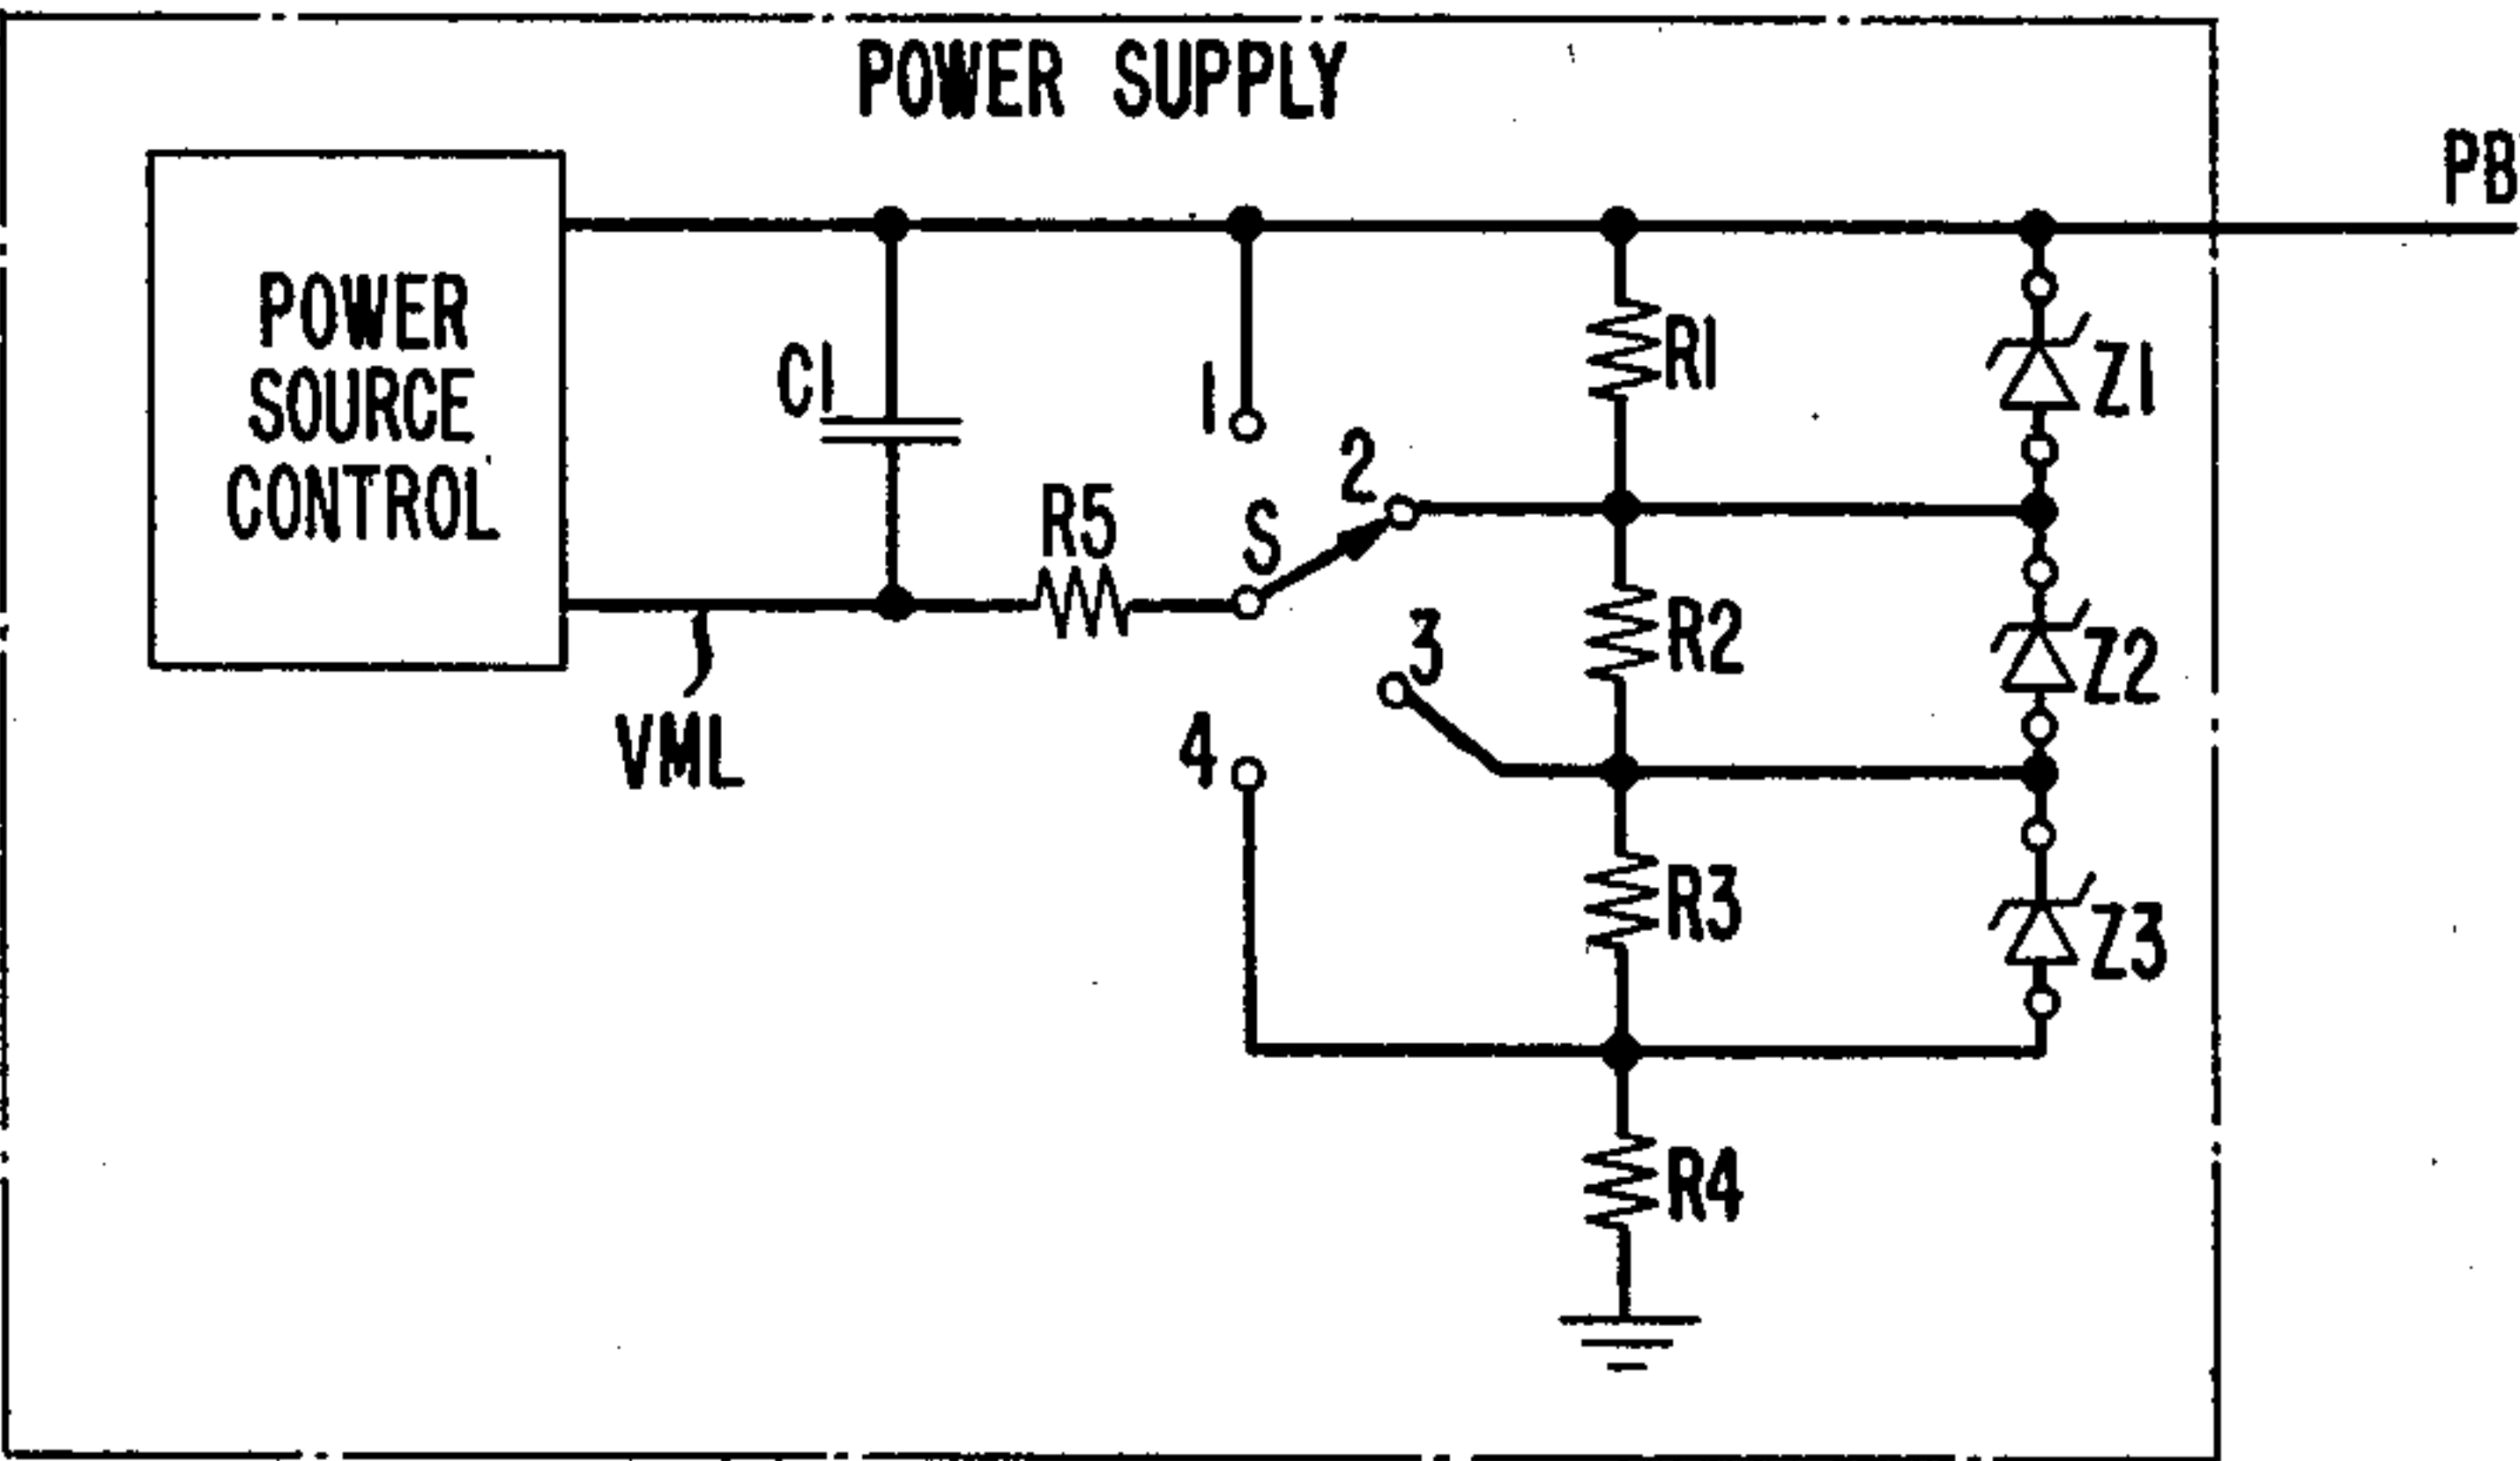 POWER SUPPLY
PB
POWER
SOURCE
CONTROL
C1
1
R1
Z1
2
R5
S
3
R2
Z2
VML
4
R3
Z3
R4